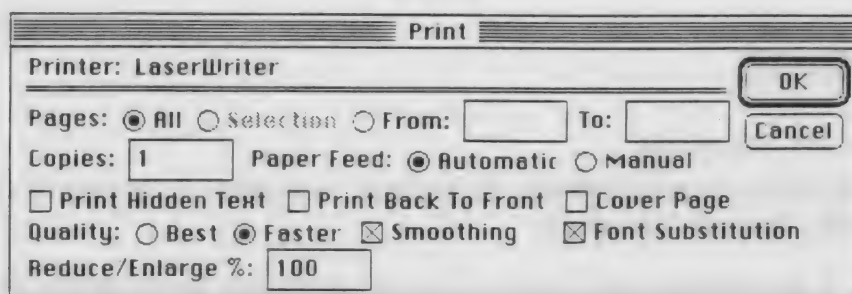 Print
Printer: LaserWriter
OK
Pages: All Selection From: To:
Cancel
Copies: 1 Paper Feed: Automatic Manual
Print Hidden Text Print Back To Front Cover Page
Quality: Best Faster Smoothing Font Substitution
Reduce/Enlarge %: 100